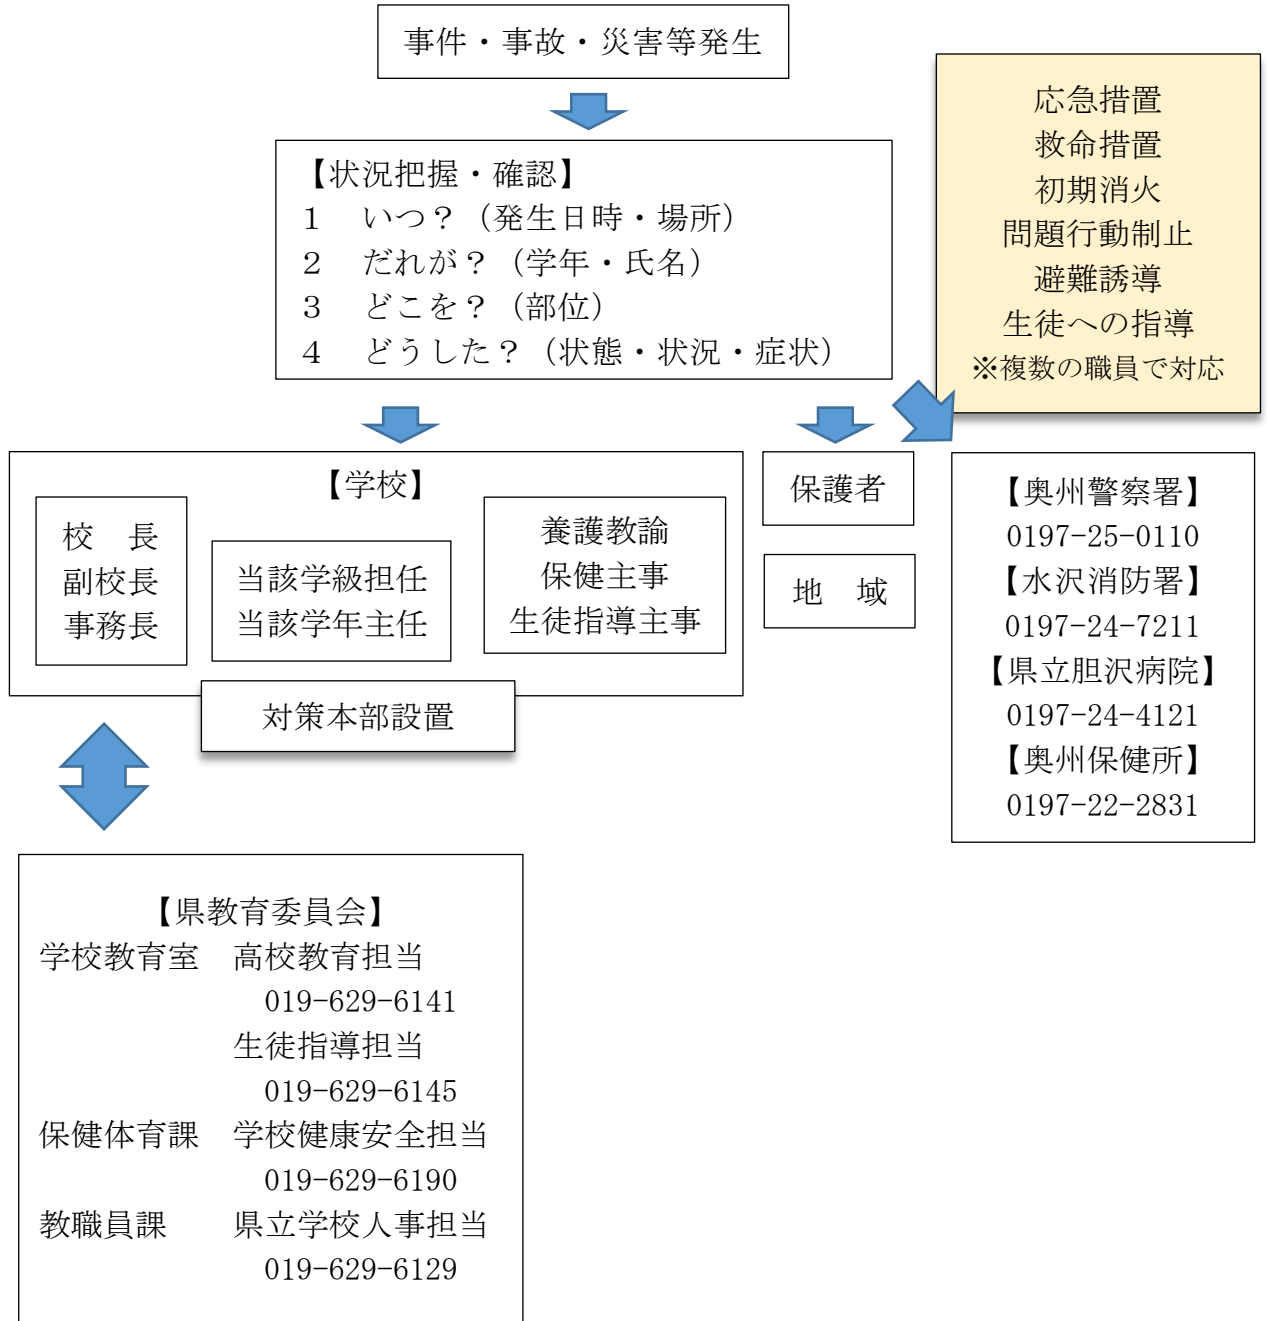 事件・事故・災害等発生
応急措置
救命措置
初期消火
問題行動制止
避難誘導
生徒への指導
※複数の職員で対応
【状況把握・確認】
１　いつ？（発生日時・場所）
２　だれが？（学年・氏名）
３　どこを？（部位）
４　どうした？（状態・状況・症状）
【学校】
校　長
副校長
事務長
当該学級担任
当該学年主任
養護教諭
保健主事
生徒指導主事
対策本部設置
保護者
地　域
【奥州警察署】
0197-25-0110
【水沢消防署】
0197-24-7211
【県立胆沢病院】
0197-24-4121
【奥州保健所】
0197-22-2831
【県教育委員会】
学校教育室　高校教育担当
019-629-6141
生徒指導担当
019-629-6145
保健体育課　学校健康安全担当
019-629-6190
教職員課　　県立学校人事担当
019-629-6129